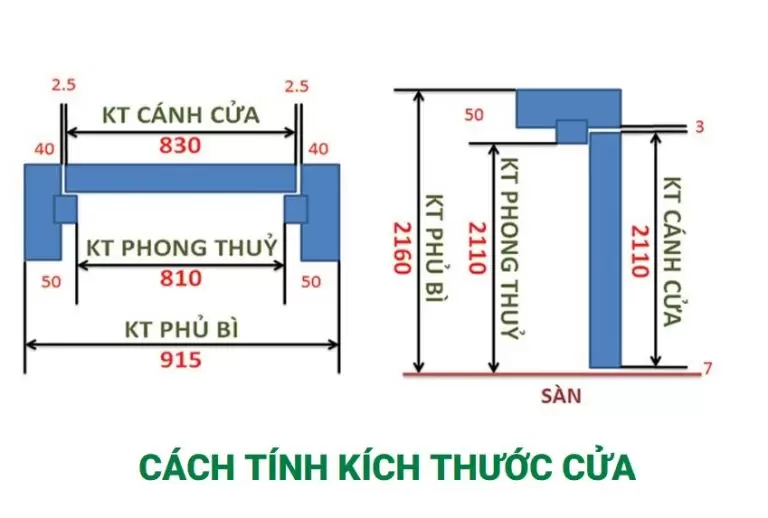 2.5
2.5
KT CÁNH CỬA
830
40
40
KT PHONG THUỶ
810
50
50
KT PHỦ BÌ
915
50
3
KT PHỦ BÌ
2160
KT PHONG THUỶ
2110
KT CÁNH CỬA
2110
7
SÀN
CÁCH TÍNH KÍCH THƯỚC CỬA